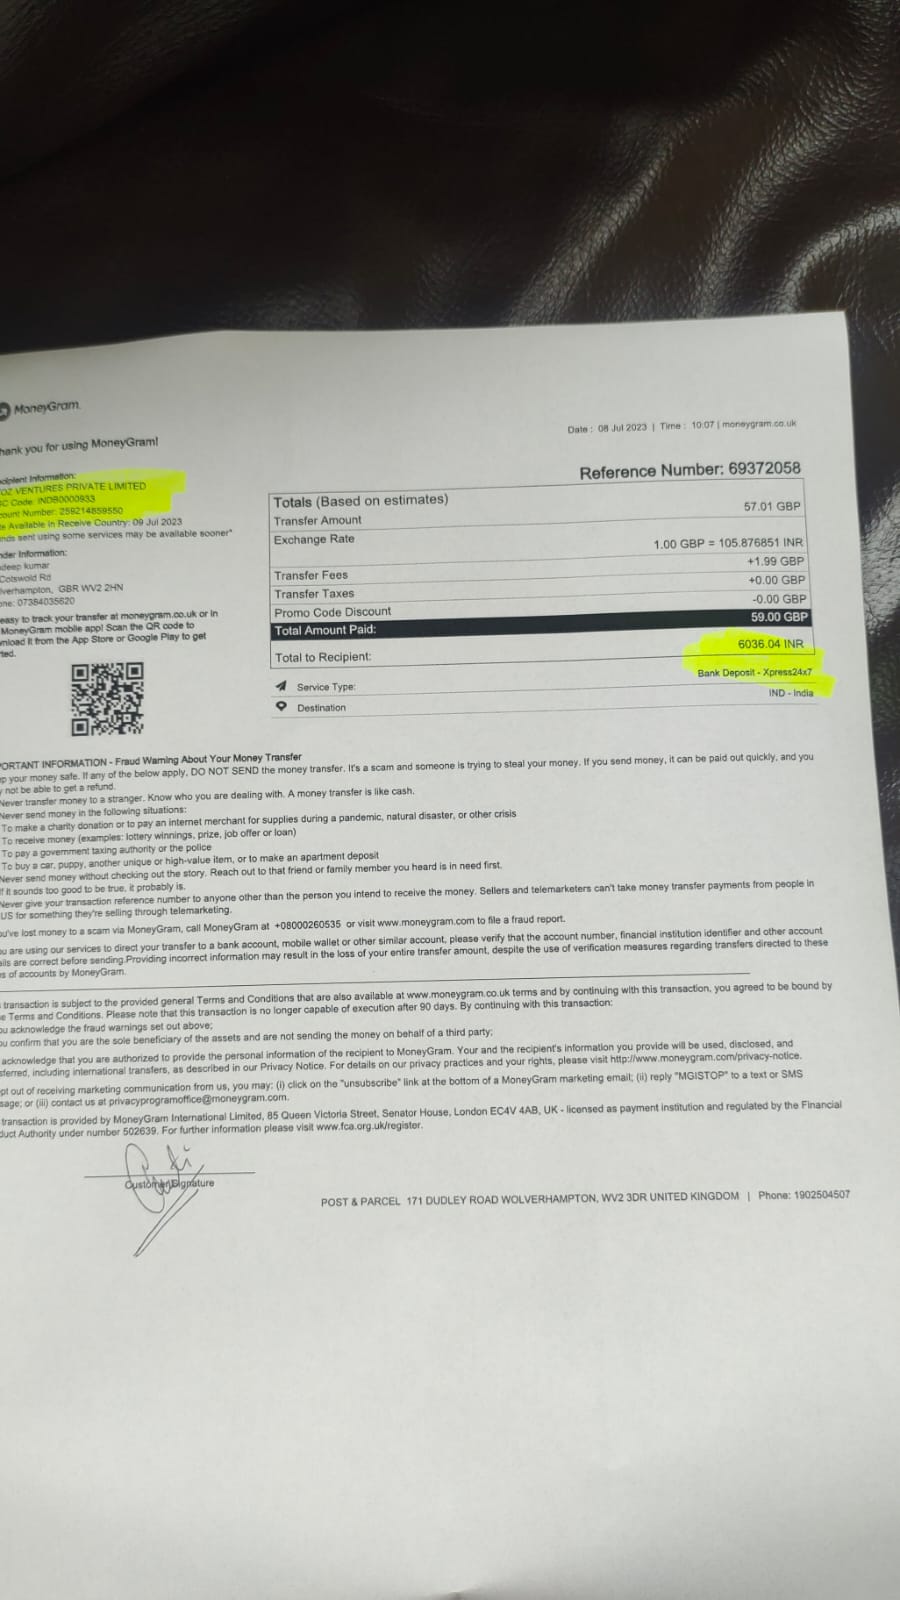 MoneyGram.
hank you for using MoneyGram!
Date : 08 Jul 2023 | Time : 10:07 | moneygram.co.uk
Reference Number: 69372058
cipient Information:
OZ VENTURES PRIVATE LIMITED
SC Code: INDB0000933
count Number: 259214859550
te Available in Receive Country: 09 Jul 2023
nds sent using some services may be available sooner*
nder Information:
deep kumar
Cotswold Rd
lverhampton, GBR WV2 2HN
one: 07384035620
easy to track your transfer at moneygram.co.uk or in
MoneyGram mobile app! Scan the QR code to
wnload it from the App Store or Google Play to get
rted.
Totals (Based on estimates)
Transfer Amount 57.01 GBP
Exchange Rate 1.00 GBP = 105.876851 INR
Transfer Fees +1.99 GBP
Transfer Taxes +0.00 GBP
Promo Code Discount -0.00 GBP
Total Amount Paid: 59.00 GBP
Total to Recipient: 6036.04 INR
Service Type: Bank Deposit - Xpress24x7
Destination IND - India
PORTANT INFORMATION - Fraud Warning About Your Money Transfer
p your money safe. If any of the below apply, DO NOT SEND the money transfer. It's a scam and someone is trying to steal your money. If you send money, it can be paid out quickly, and you
y not be able to get a refund.
Never transfer money to a stranger. Know who you are dealing with. A money transfer is like cash.
Never send money in the following situations:
To make a charity donation or to pay an internet merchant for supplies during a pandemic, natural disaster, or other crisis
To receive money (examples: lottery winnings, prize, job offer or loan)
To pay a government taxing authority or the police
To buy a car, puppy, another unique or high-value item, or to make an apartment deposit
Never send money without checking out the story. Reach out to that friend or family member you heard is in need first.
If it sounds too good to be true, it probably is.
Never give your transaction reference number to anyone other than the person you intend to receive the money. Sellers and telemarketers can't take money transfer payments from people in
US for something they're selling through telemarketing.
ou've lost money to a scam via MoneyGram, call MoneyGram at +08000260535 or visit www.moneygram.com to file a fraud report.
ou are using our services to direct your transfer to a bank account, mobile wallet or other similar account, please verify that the account number, financial institution identifier and other account
ails are correct before sending.Providing incorrect information may result in the loss of your entire transfer amount, despite the use of verification measures regarding transfers directed to these
es of accounts by MoneyGram.
transaction is subject to the provided general Terms and Conditions that are also available at www.moneygram.co.uk terms and by continuing with this transaction, you agreed to be bound by
e Terms and Conditions. Please note that this transaction is no longer capable of execution after 90 days. By continuing with this transaction:
ou acknowledge the fraud warnings set out above;
ou confirm that you are the sole beneficiary of the assets and are not sending the money on behalf of a third party;
acknowledge that you are authorized to provide the personal information of the recipient to MoneyGram. Your and the recipient's information you provide will be used, disclosed, and
sferred, including international transfers, as described in our Privacy Notice. For details on our privacy practices and your rights, please visit http://www.moneygram.com/privacy-notice.
pt out of receiving marketing communication from us, you may: (i) click on the "unsubscribe" link at the bottom of a MoneyGram marketing email; (ii) reply "MGISTOP" to a text or SMS
sage; or (iii) contact us at privacyprogramoffice@moneygram.com.
transaction is provided by MoneyGram International Limited, 85 Queen Victoria Street, Senator House, London EC4V 4AB, UK - licensed as payment institution and regulated by the Financial
duct Authority under number 502639. For further information please visit www.fca.org.uk/register.
Customer Signature
POST & PARCEL 171 DUDLEY ROAD WOLVERHAMPTON, WV2 3DR UNITED KINGDOM | Phone: 1902504507